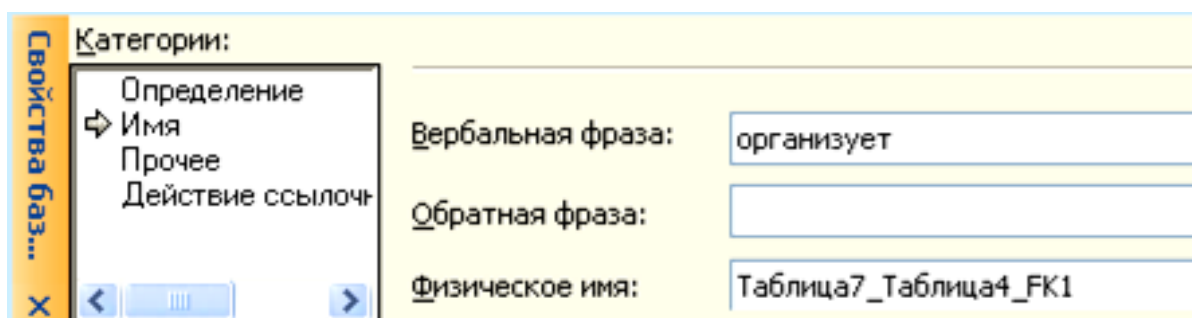 Свойства баз...
Категории:
Определение
Имя
Прочее
Действие ссылочн
Вербальная фраза: организует
Обратная фраза:
Физическое имя: Таблица7_Таблица4_FK1